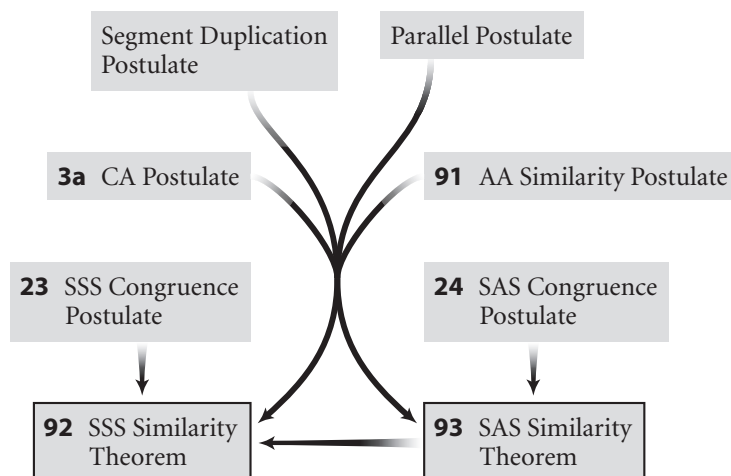 Segment Duplication
Postulate
Parallel Postulate
3a CA Postulate
91 AA Similarity Postulate
23 SSS Congruence
Postulate
24 SAS Congruence
Postulate
92 SSS Similarity
Theorem
93 SAS Similarity
Theorem